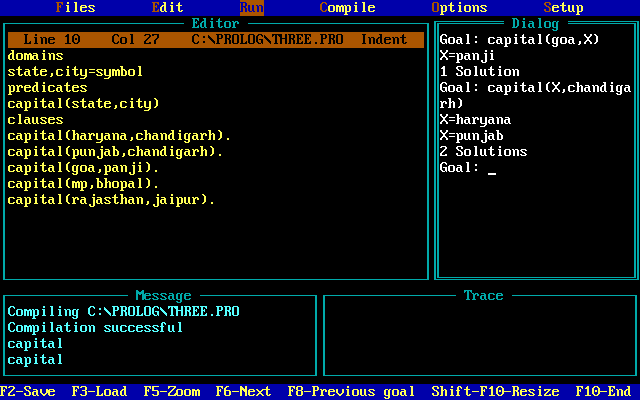 Files Edit Run Compile Options Setup
Editor
Line 10 Col 27 C:\PROLOG\THREE.PRO Indent
domains
state,city=symbol
predicates
capital(state,city)
clauses
capital(haryana,chandigarh).
capital(punjab,chandigarh).
capital(goa,panji).
capital(mp,bhopal).
capital(rajasthan,jaipur).
Dialog
Goal: capital(goa,X)
X=panji
1 Solution
Goal: capital(X,chandiga
rh)
X=haryana
X=punjab
2 Solutions
Goal: _
Message
Compiling C:\PROLOG\THREE.PRO
Compilation successful
capital
capital
Trace
F2-Save F3-Load F5-Zoom F6-Next F8-Previous goal Shift-F10-Resize F10-End